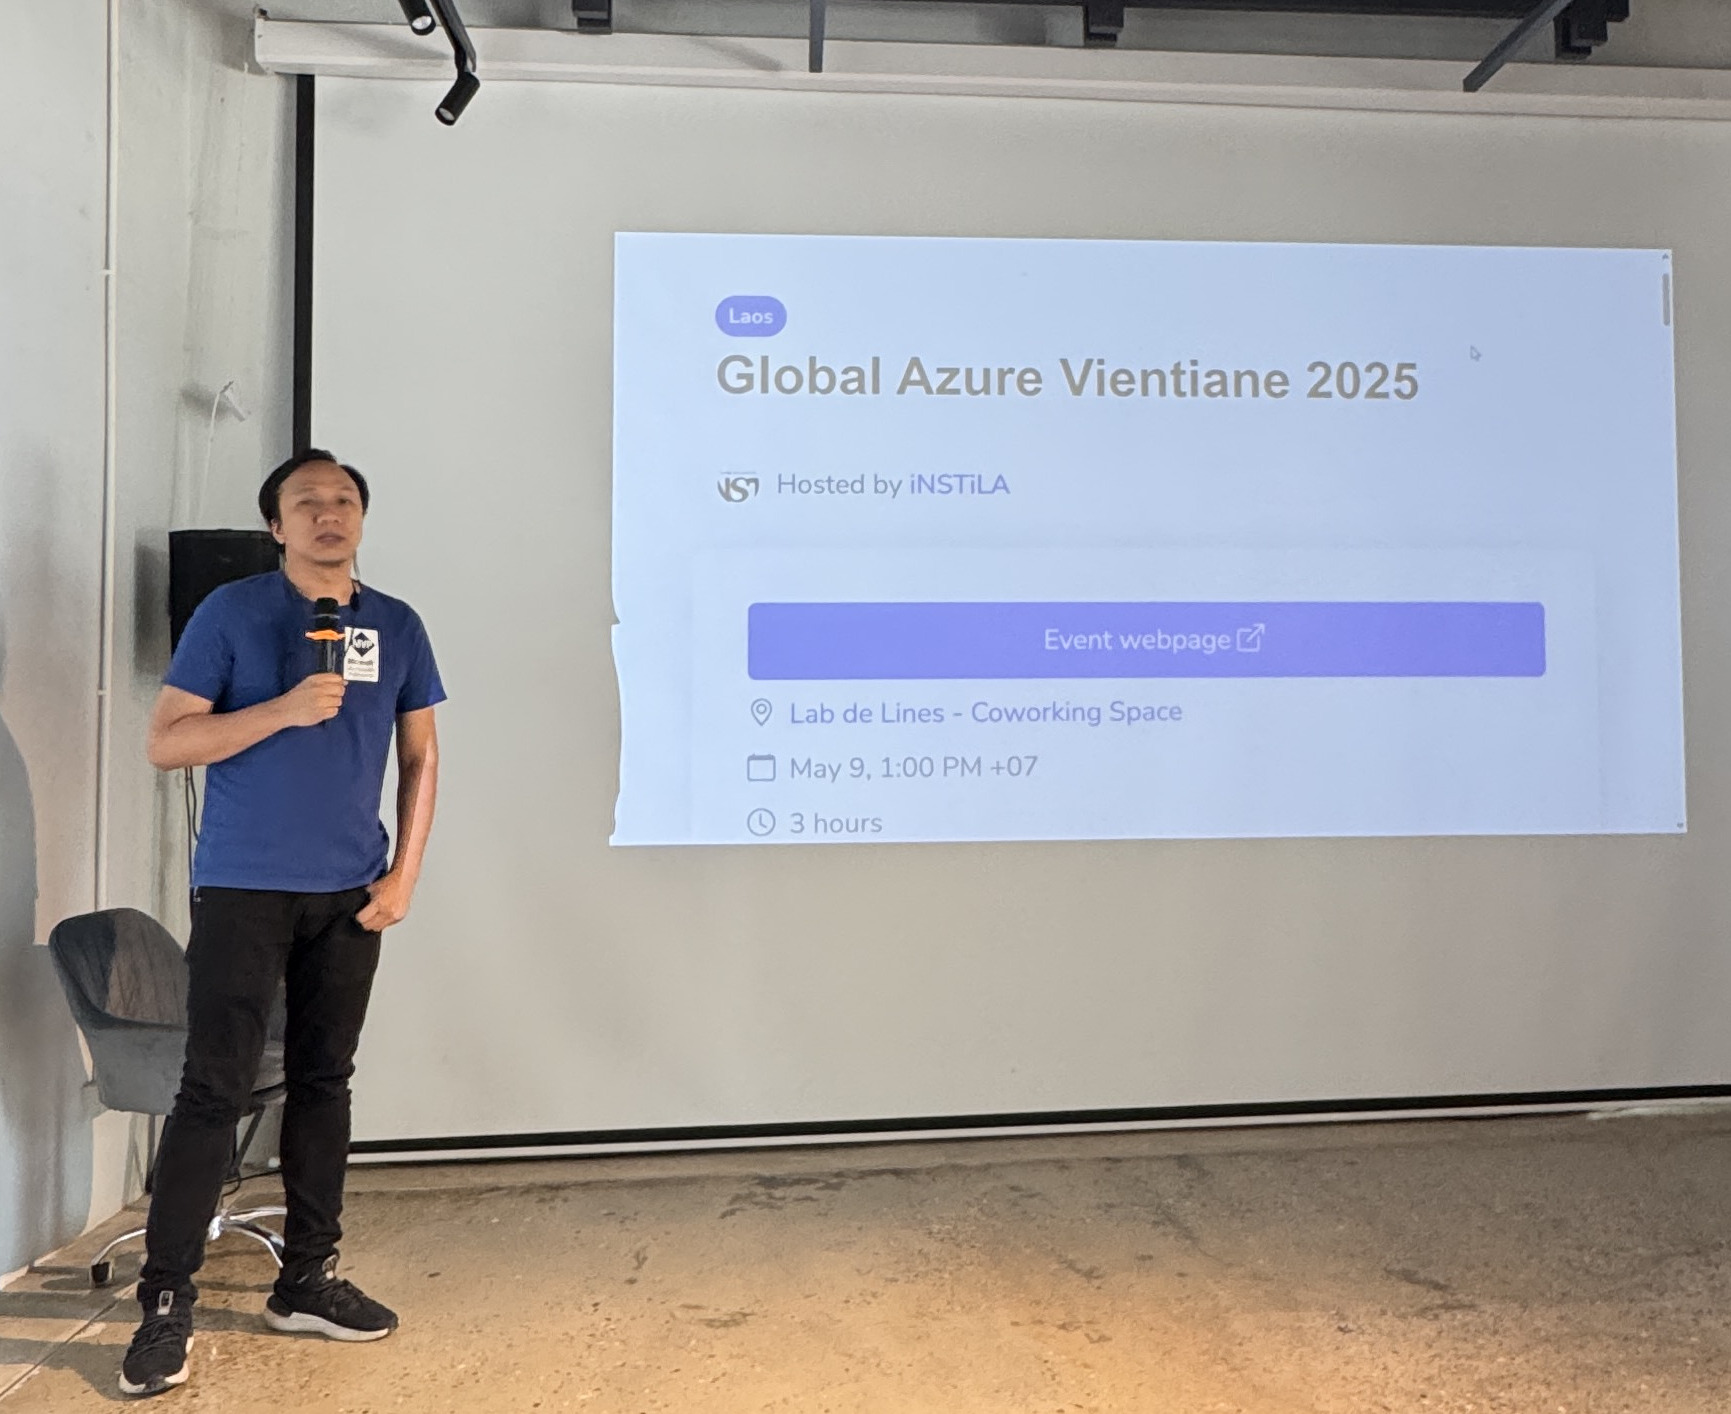 Laos
Global Azure Vientiane 2025
Hosted by iNSTiLA
Event webpage
Lab de Lines - Coworking Space
May 9, 1:00 PM +07
3 hours
MVP
Microsoft